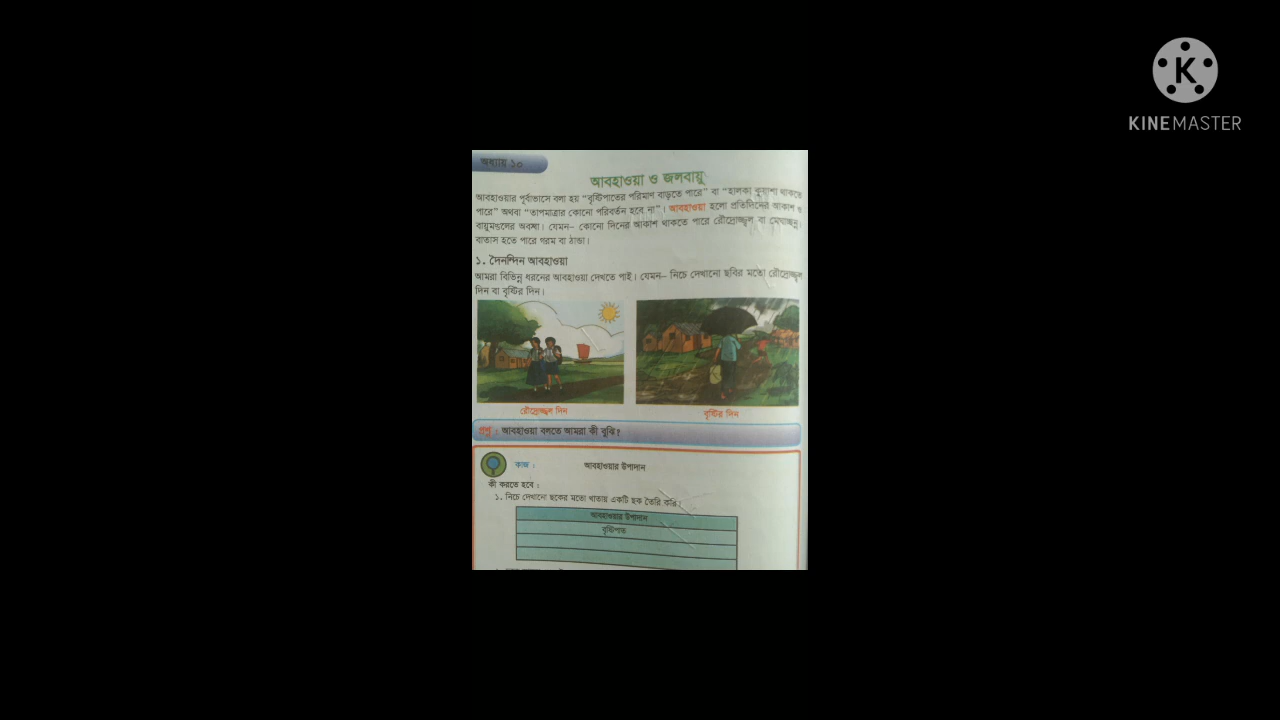 KINEMASTER
অধ্যায় ১০
আবহাওয়া ও জলবায়ু
আবহাওয়ার পূর্বাভাসে বলা হয় “বৃষ্টিপাতের পরিমাণ বাড়তে পারে” বা “হালকা কুয়াশা থাকতে
পারে” অথবা “তাপমাত্রার কোনো পরিবর্তন হবে না”। আবহাওয়া হলো প্রতিদিনের আকাশ ও
বায়ুমণ্ডলের অবস্থা। যেমন– কোনো দিনের আকাশ থাকতে পারে রৌদ্রোজ্জ্বল বা মেঘাচ্ছন্ন।
বাতাস হতে পারে গরম বা ঠান্ডা।
১. দৈনন্দিন আবহাওয়া
আমরা বিভিন্ন ধরনের আবহাওয়া দেখতে পাই। যেমন– নিচে দেখানো ছবির মতো রৌদ্রোজ্জ্বল
দিন বা বৃষ্টির দিন।
রৌদ্রোজ্জ্বল দিন
বৃষ্টির দিন
প্রশ্ন : আবহাওয়া বলতে আমরা কী বুঝি?
কাজ : আবহাওয়ার উপাদান
কী করতে হবে :
১. নিচে দেখানো ছকের মতো খাতায় একটি ছক তৈরি করি।
আবহাওয়ার উপাদান
বৃষ্টিপাত